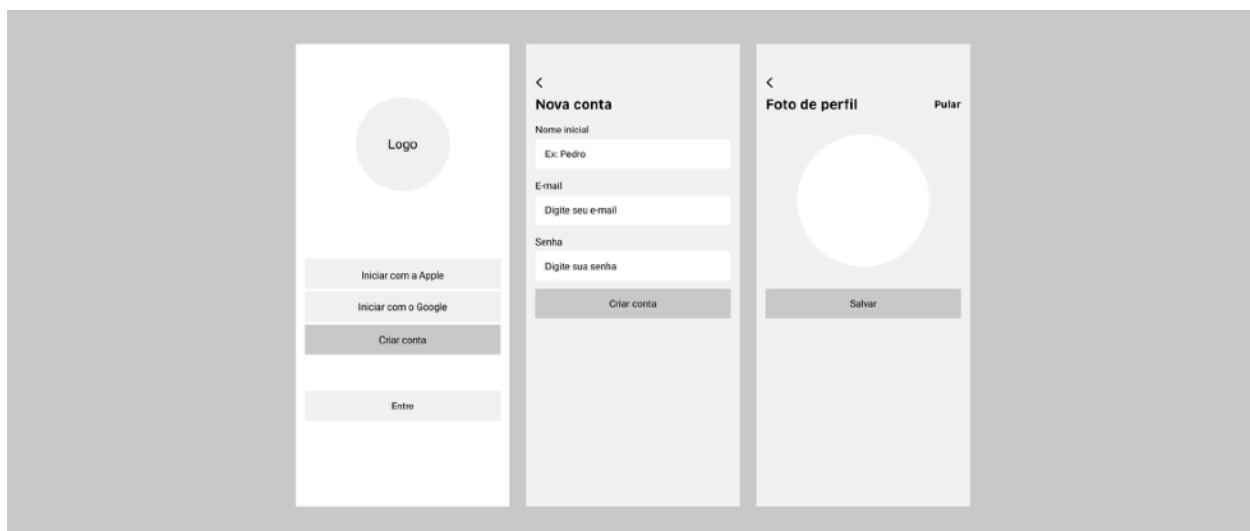 Logo
Iniciar com a Apple
Iniciar com o Google
Criar conta
Entre
Nova conta
Nome inicial
Ex: Pedro
E-mail
Digite seu e-mail
Senha
Digite sua senha
Criar conta
Foto de perfil
Pular
Salvar